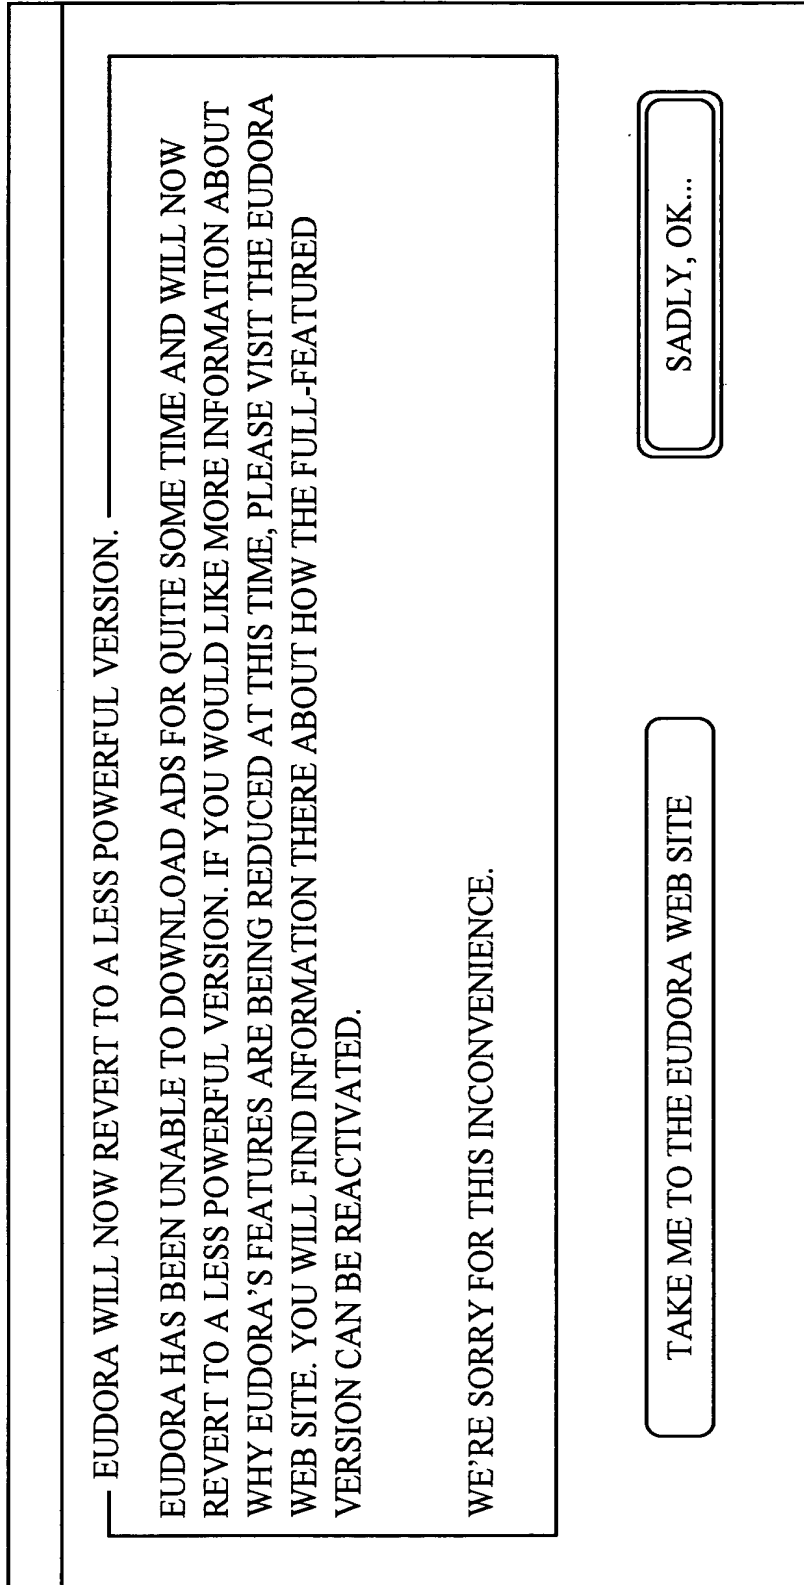 EUDORA WILL NOW REVERT TO A LESS POWERFUL VERSION.
EUDORA HAS BEEN UNABLE TO DOWNLOAD ADS FOR QUITE SOME TIME AND WILL NOW
REVERT TO A LESS POWERFUL VERSION. IF YOU WOULD LIKE MORE INFORMATION ABOUT
WHY EUDORA'S FEATURES ARE BEING REDUCED AT THIS TIME, PLEASE VISIT THE EUDORA
WEB SITE. YOU WILL FIND INFORMATION THERE ABOUT HOW THE FULL-FEATURED
VERSION CAN BE REACTIVATED.
WE'RE SORRY FOR THIS INCONVENIENCE.
TAKE ME TO THE EUDORA WEB SITE
SADLY, OK...